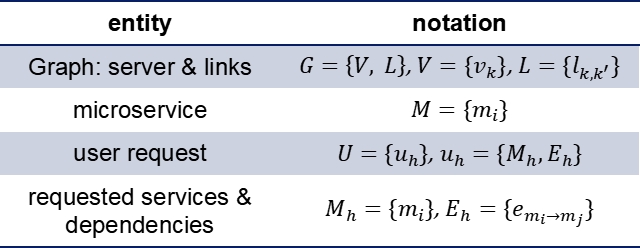 entity notation
Graph: server & links G = {V, L}, V = {v_k}, L = {l_{k,k'}}
microservice M = {m_i}
user request U = {u_h}, u_h = {M_h, E_h}
requested services &
dependencies M_h = {m_i}, E_h = {e_{m_i→m_j}}